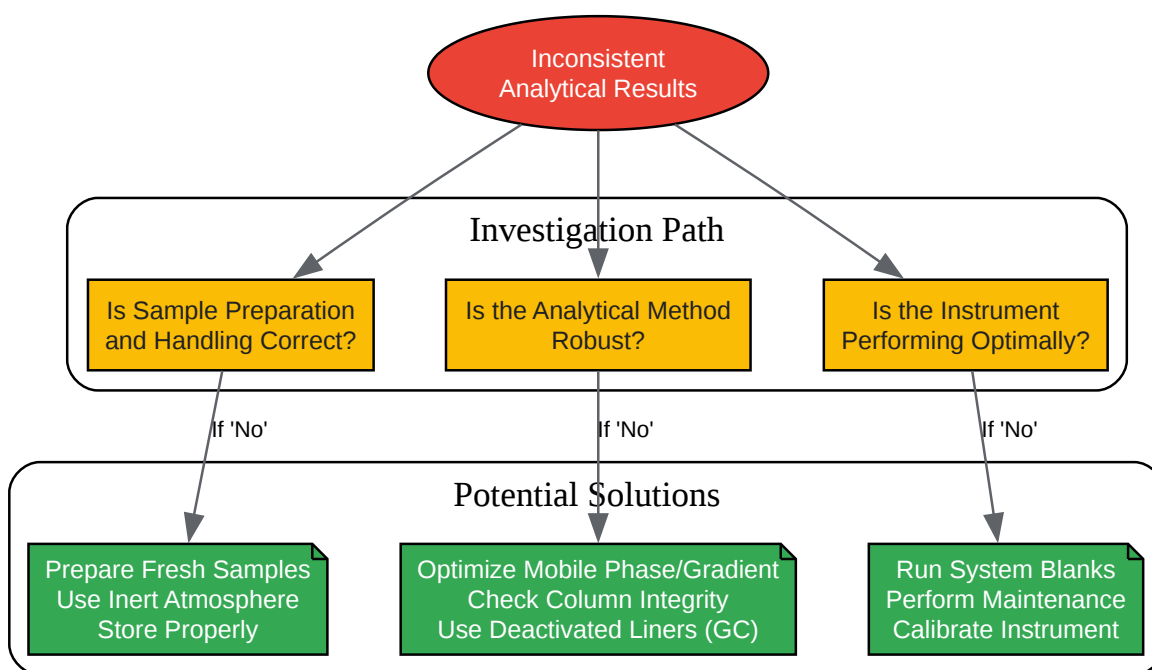 Inconsistent
Analytical Results
Investigation Path
Is Sample Preparation
and Handling Correct?
Is the Analytical Method
Robust?
Is the Instrument
Performing Optimally?
If 'No'
If 'No'
If 'No'
Potential Solutions
Prepare Fresh Samples
Use Inert Atmosphere
Store Properly
Optimize Mobile Phase/Gradient
Check Column Integrity
Use Deactivated Liners (GC)
Run System Blanks
Perform Maintenance
Calibrate Instrument